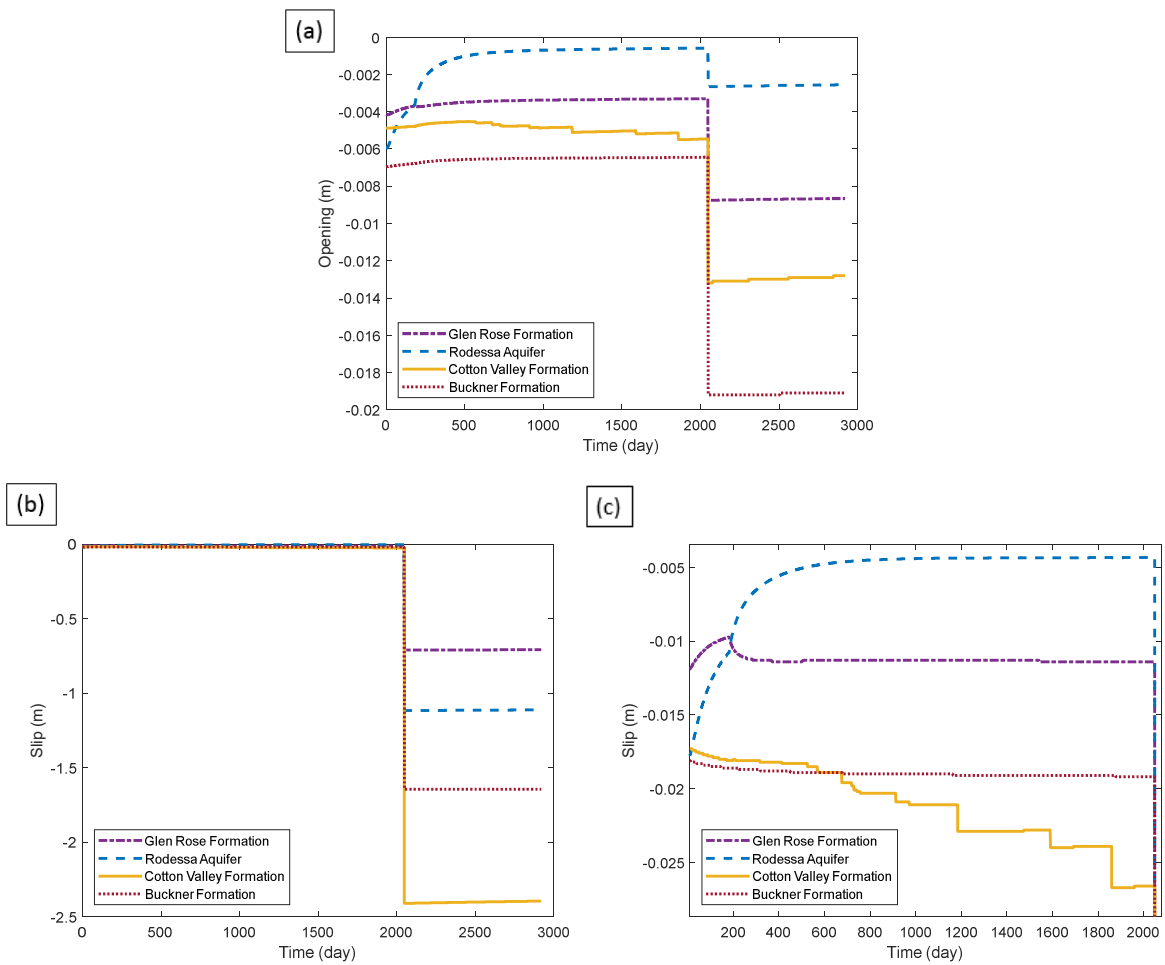 (a)
0
-0.002
-0.004
-0.006
-0.008
-0.01
-0.012
-0.014
-0.016
-0.018
-0.02
Opening (m)
Glen Rose Formation
Rodessa Aquifer
Cotton Valley Formation
Buckner Formation
0 500 1000 1500 2000 2500 3000
Time (day)
(b)
0
-0.5
-1
-1.5
-2
-2.5
Slip (m)
Glen Rose Formation
Rodessa Aquifer
Cotton Valley Formation
Buckner Formation
0 500 1000 1500 2000 2500 3000
Time (day)
(c)
-0.005
-0.01
-0.015
-0.02
-0.025
Slip (m)
Glen Rose Formation
Rodessa Aquifer
Cotton Valley Formation
Buckner Formation
200 400 600 800 1000 1200 1400 1600 1800 2000
Time (day)